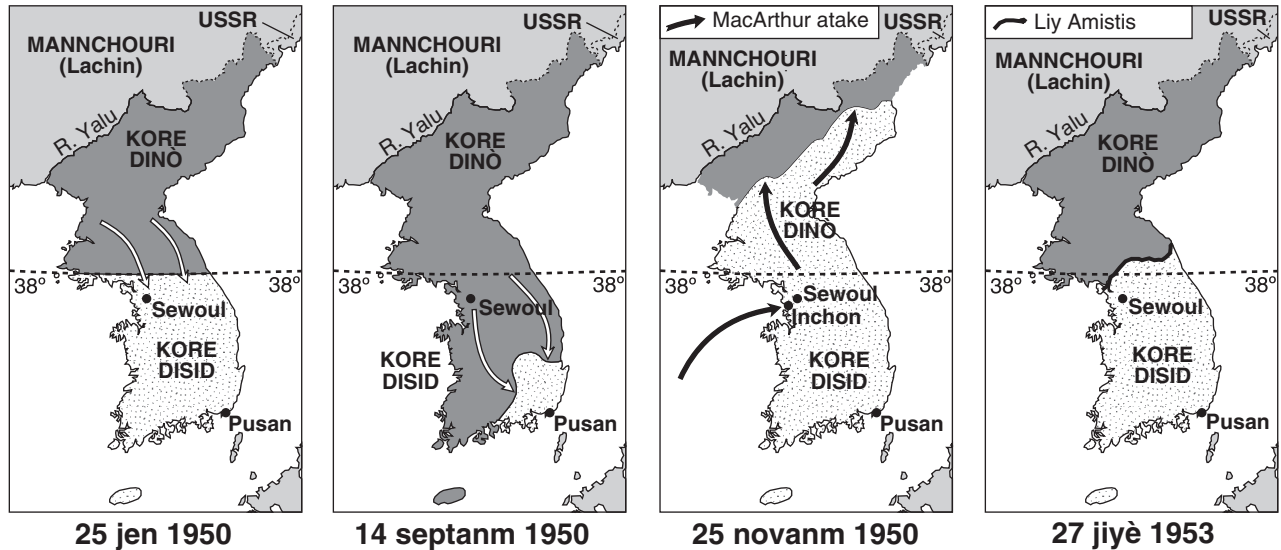 USSR
MANNCHOURI
(Lachin)
R. Yalu
KORE
DINÒ
38°
38°
Sewoul
KORE
DISID
Pusan
25 jen 1950
USSR
MANNCHOURI
(Lachin)
R. Yalu
KORE
DINÒ
38°
38°
Sewoul
KORE
DISID
Pusan
14 septanm 1950
MacArthur atake
USSR
MANNCHOURI
(Lachin)
R. Yalu
KORE
DINÒ
38°
38°
Sewoul
Inchon
KORE
DISID
Pusan
25 novanm 1950
Liy Amistis
USSR
MANNCHOURI
(Lachin)
R. Yalu
KORE
DINÒ
38°
38°
Sewoul
KORE
DISID
Pusan
27 jiyè 1953